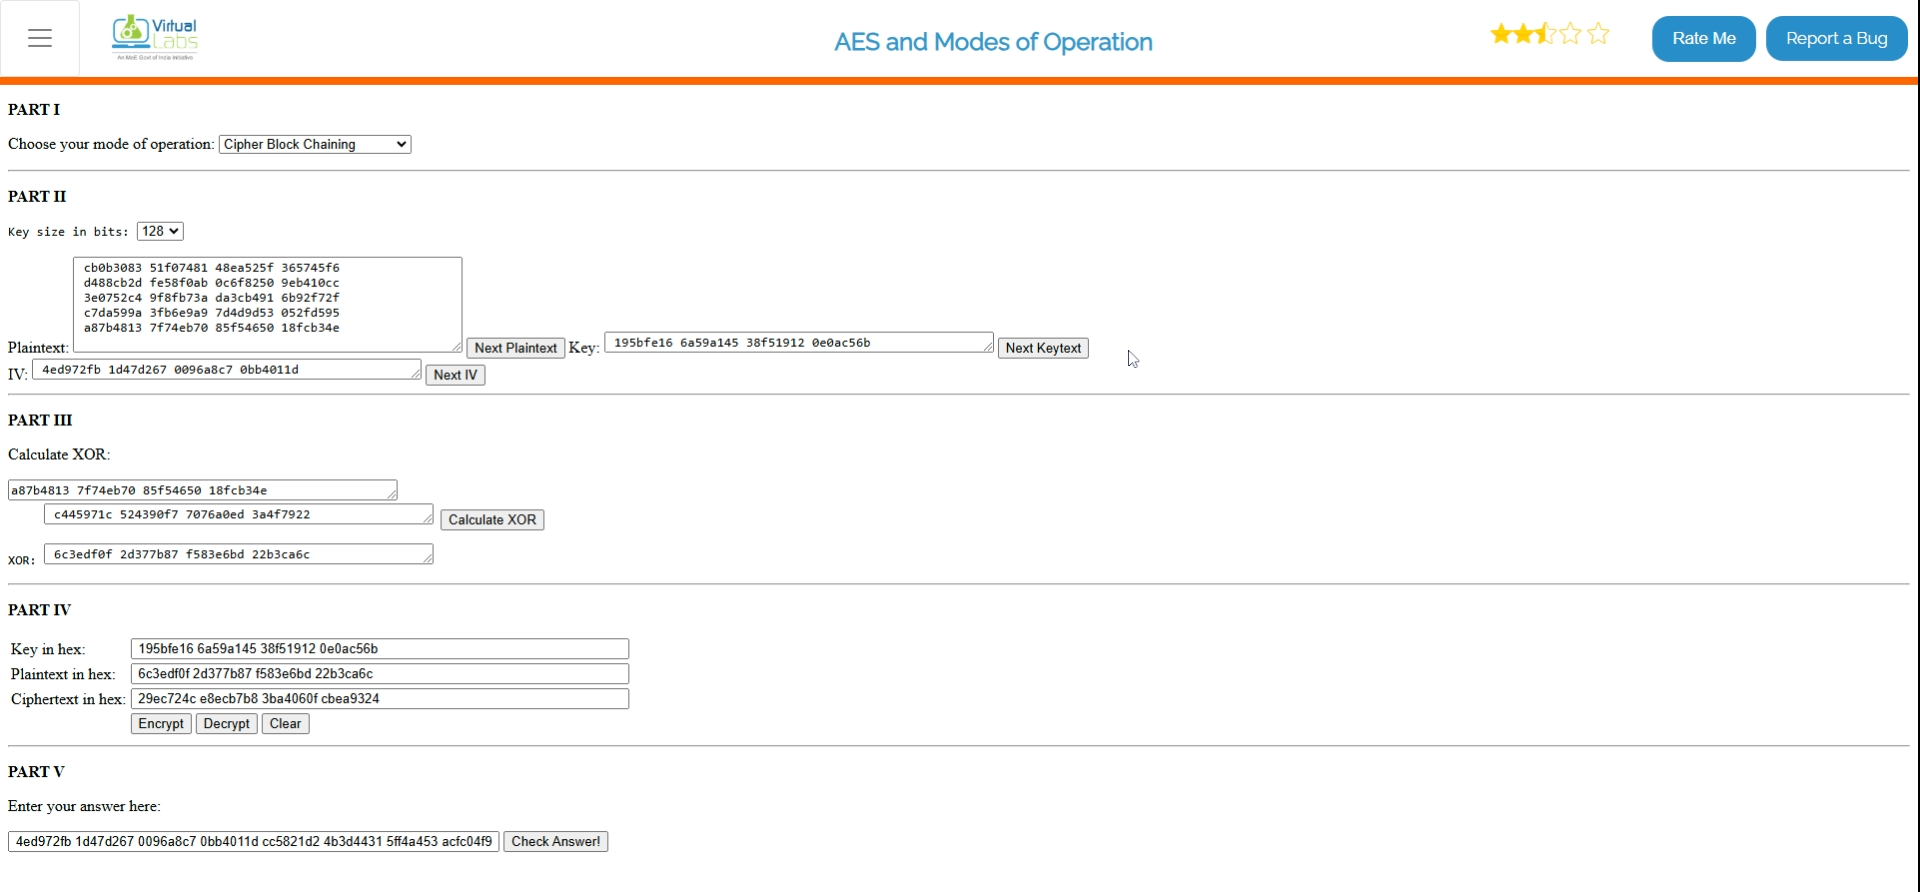 Virtual
Labs
An MoE Govt of India Initiative
AES and Modes of Operation
Rate Me
Report a Bug
PART I
Choose your mode of operation: Cipher Block Chaining
PART II
Key size in bits: 128
cb0b3083 51f07481 48ea525f 365745f6
d488cb2d fe58f0ab 0c6f8250 9eb410cc
3e0752c4 9f8fb73a da3cb491 6b92f72f
c7da599a 3fb6e9a9 7d4d9d53 052fd595
a87b4813 7f74eb70 85f54650 18fcb34e
Plaintext: Next Plaintext Key: 195bfe16 6a59a145 38f51912 0e0ac56b Next Keytext
IV: 4ed972fb 1d47d267 0096a8c7 0bb4011d Next IV
PART III
Calculate XOR:
a87b4813 7f74eb70 85f54650 18fcb34e
c445971c 524390f7 7076a0ed 3a4f7922 Calculate XOR
XOR: 6c3edf0f 2d377b87 f583e6bd 22b3ca6c
PART IV
Key in hex: 195bfe16 6a59a145 38f51912 0e0ac56b
Plaintext in hex: 6c3edf0f 2d377b87 f583e6bd 22b3ca6c
Ciphertext in hex: 29ec724c e8ecb7b8 3ba4060f cbea9324
Encrypt Decrypt Clear
PART V
Enter your answer here:
4ed972fb 1d47d267 0096a8c7 0bb4011d cc5821d2 4b3d4431 5ff4a453 acfc04f9 Check Answer!